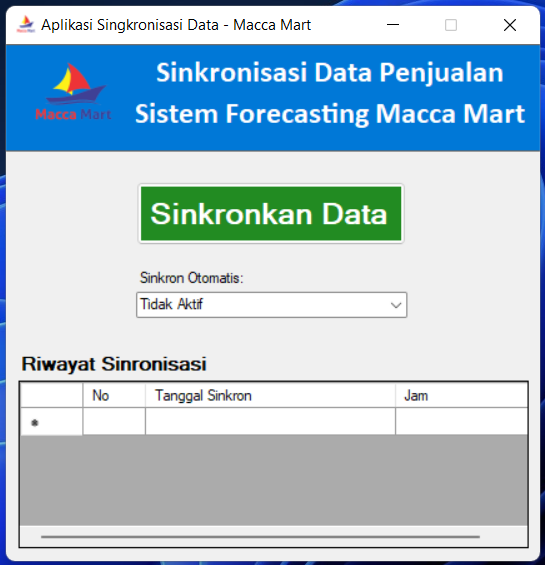 Aplikasi Singkronisasi Data - Macca Mart
Sinkronisasi Data Penjualan
Sistem Forecasting Macca Mart
Macca Mart
Sinkronkan Data
Sinkron Otomatis:
Tidak Aktif
Riwayat Sinronisasi
No Tanggal Sinkron Jam
*